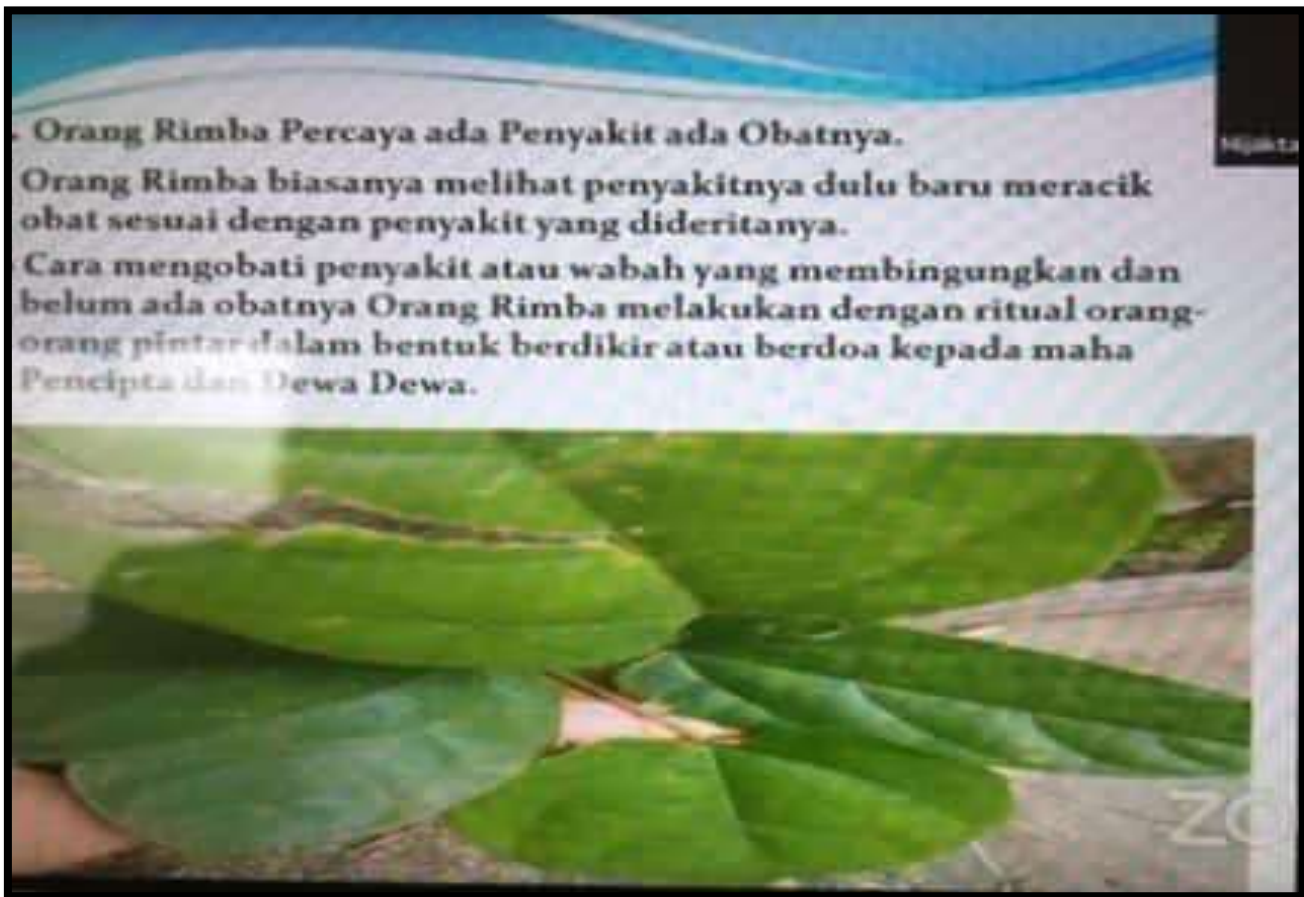 . Orang Rimba Percaya ada Penyakit ada Obatnya.
Orang Rimba biasanya melihat penyakitnya dulu baru meracik
obat sesuai dengan penyakit yang dideritanya.
Cara mengobati penyakit atau wabah yang membingungkan dan
belum ada obatnya Orang Rimba melakukan dengan ritual orang-
orang pintar dalam bentuk berdikir atau berdoa kepada maha
Pencipta dan Dewa Dewa.
ZO